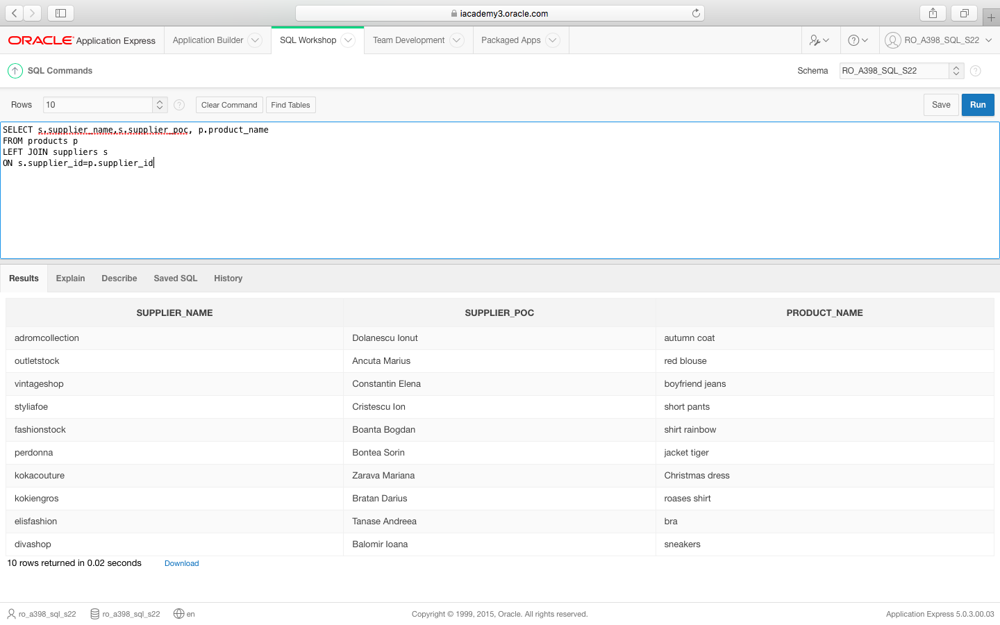 iacademy3.oracle.com
ORACLE Application Express Application Builder SQL Workshop Team Development Packaged Apps RO_A398_SQL_S22
SQL Commands Schema RO_A398_SQL_S22 ?
Rows 10 ? Clear Command Find Tables Save Run
SELECT s.supplier_name,s.supplier_poc, p.product_name
FROM products p
LEFT JOIN suppliers s
ON s.supplier_id=p.supplier_id
Results Explain Describe Saved SQL History
SUPPLIER_NAME SUPPLIER_POC PRODUCT_NAME
adromcollection Dolanescu Ionut autumn coat
outletstock Ancuta Marius red blouse
vintageshop Constantin Elena boyfriend jeans
styliafoe Cristescu Ion short pants
fashionstock Boanta Bogdan shirt rainbow
perdonna Bontea Sorin jacket tiger
kokacouture Zarava Mariana Christmas dress
kokiengros Bratan Darius roases shirt
elisfashion Tanase Andreea bra
divashop Balomir Ioana sneakers
10 rows returned in 0.02 seconds Download
ro_a398_sql_s22 ro_a398_sql_s22 en Copyright © 1999, 2015, Oracle. All rights reserved. Application Express 5.0.3.00.03